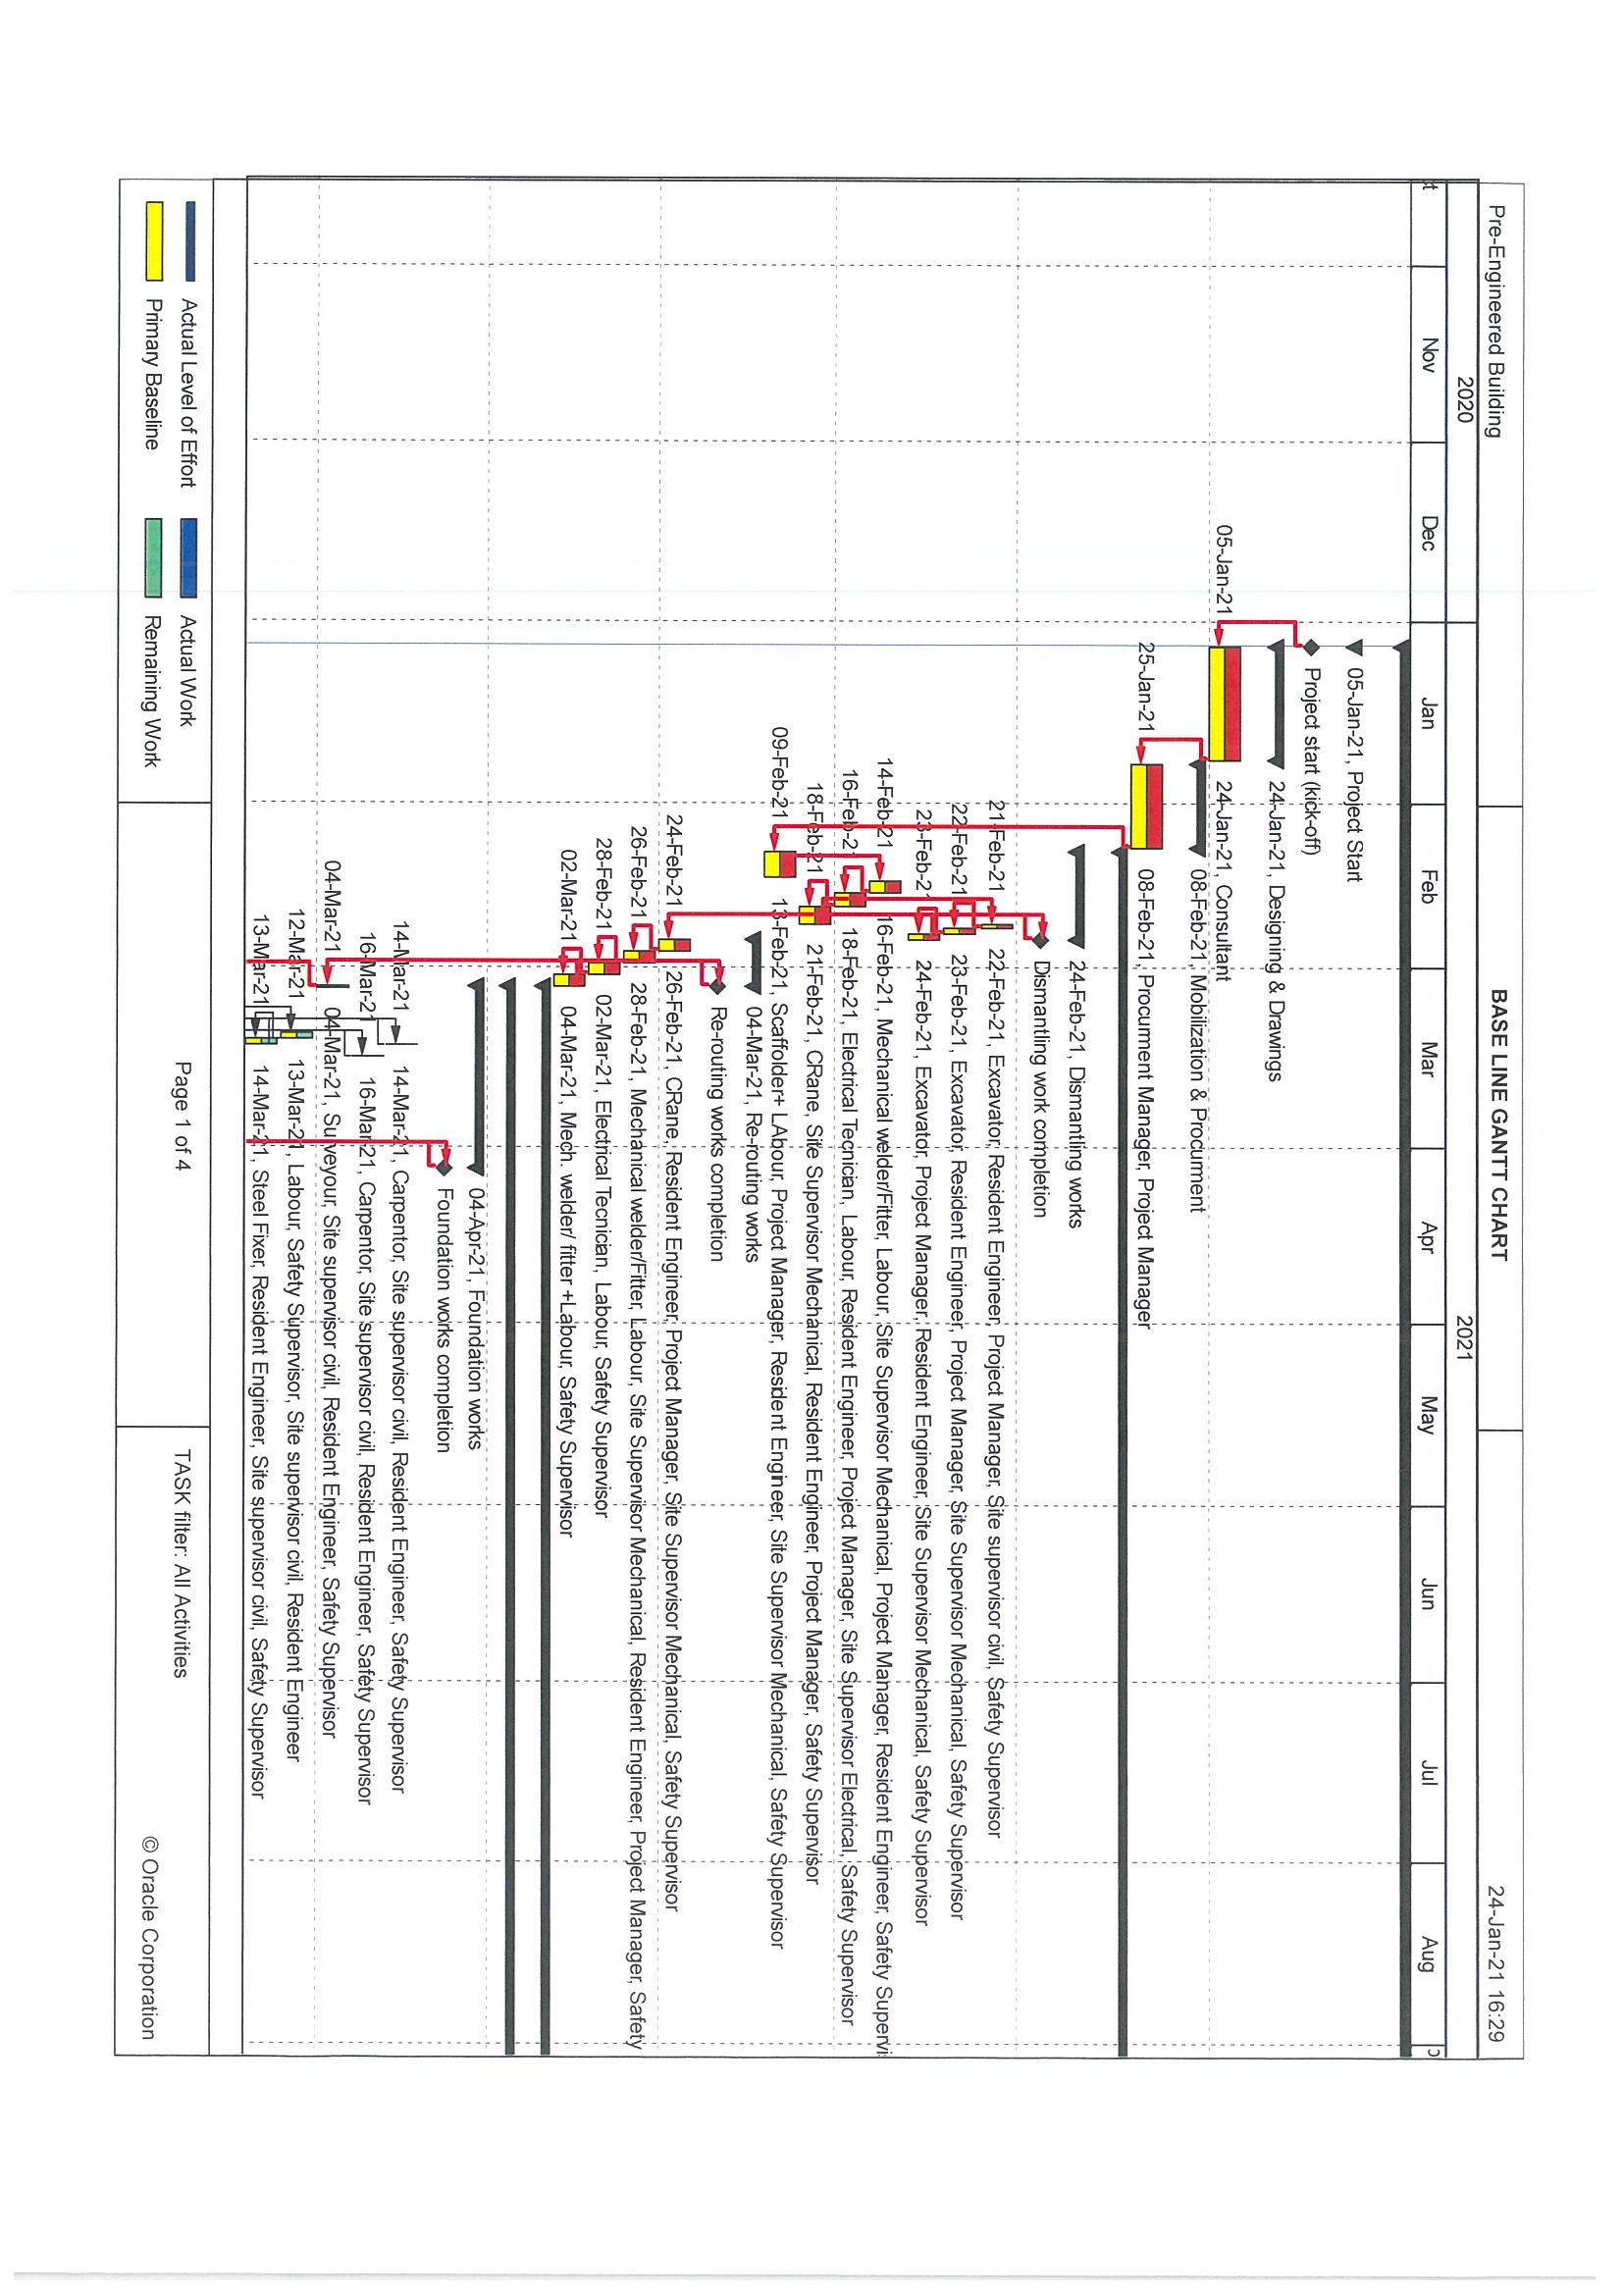 Pre-Engineered Building
BASE LINE GANTT CHART
24-Jan-21 16:29
2020
2021
Nov
Dec
Jan
Feb
Mar
Apr
May
Jun
Jul
Aug
05-Jan-21, Project Start
Project start (kick-off)
24-Jan-21, Designing & Drawings
05-Jan-21
24-Jan-21, Consultant
08-Feb-21, Mobilization & Procument
25-Jan-21
08-Feb-21, Procument Manager, Project Manager
24-Feb-21, Dismantling works
Dismantling work completion
21-Feb-21
22-Feb-21, Excavator, Resident Engineer, Project Manager, Site supervisor civil, Safety Supervisor
22-Feb-21
23-Feb-21, Excavator, Resident Engineer, Project Manager, Site Supervisor Mechanical, Safety Supervisor
23-Feb-21
24-Feb-21, Excavator, Project Manager, Resident Engineer, Site Supervisor Mechanical, Safety Supervisor
14-Feb-21
16-Feb-21, Mechanical welder/Fitter, Labour, Site Supervisor Mechanical, Project Manager, Resident Engineer, Safety Supervi
16-Feb-21
18-Feb-21, Electrical Tecnician, Labour, Resident Engineer, Project Manager, Site Supervisor Electrical, Safety Supervisor
18-Feb-21
21-Feb-21, CRane, Site Supervisor Mechanical, Resident Engineer, Project Manager, Safety Supervisor
09-Feb-21
13-Feb-21, Scaffolder+ LAbour, Project Manager, Resident Engineer, Site Supervisor Mechanical, Safety Supervisor
04-Mar-21, Re-routing works
Re-routing works completion
24-Feb-21
26-Feb-21, CRane, Resident Engineer, Project Manager, Site Supervisor Mechanical, Safety Supervisor
26-Feb-21
28-Feb-21, Mechanical welder/Fitter, Labour, Site Supervisor Mechanical, Resident Engineer, Project Manager, Safety
28-Feb-21
02-Mar-21, Electrical Tecnician, Labour, Safety Supervisor
02-Mar-21
04-Mar-21, Mech. welder/ fitter +Labour, Safety Supervisor
04-Apr-21, Foundation works
Foundation works completion
14-Mar-21
14-Mar-21, Carpentor, Site supervisor civil, Resident Engineer, Safety Supervisor
16-Mar-21
16-Mar-21, Carpentor, Site supervisor civil, Resident Engineer, Safety Supervisor
04-Mar-21
04-Mar-21, Surveyour, Site supervisor civil, Resident Engineer, Safety Supervisor
12-Mar-21
13-Mar-21, Labour, Safety Supervisor, Site supervisor civil, Resident Engineer
13-Mar-21
14-Mar-21, Steel Fixer, Resident Engineer, Site supervisor civil, Safety Supervisor
Actual Level of Effort
Actual Work
Primary Baseline
Remaining Work
Page 1 of 4
TASK filter: All Activities
© Oracle Corporation